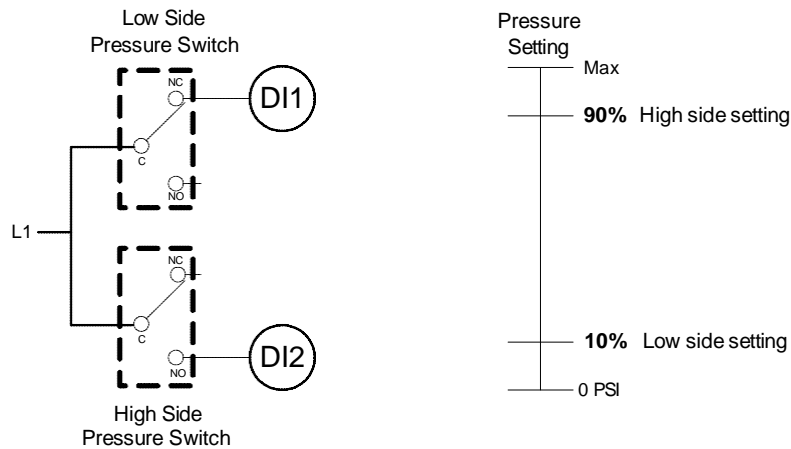 Low Side
Pressure Switch
NC
DI1
C
NO
L1
NC
C
NO
DI2
High Side
Pressure Switch
Pressure
Setting
Max
90% High side setting
10% Low side setting
0 PSI